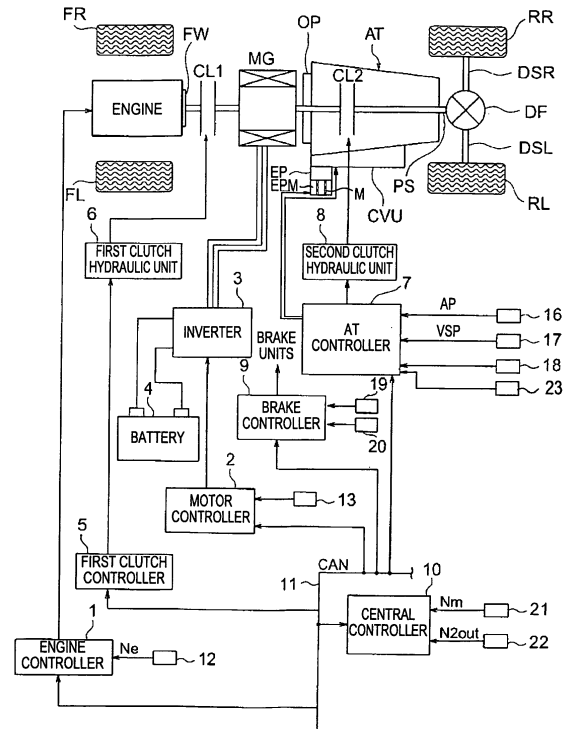 FR
FW
CL1
MG
OP
AT
CL2
RR
DSR
ENGINE
DF
DSL
PS
FL
EP
EPM
M
CVU
RL
6
FIRST CLUTCH
HYDRAULIC UNIT
8
SECOND CLUTCH
HYDRAULIC UNIT
3
INVERTER
7
AT
CONTROLLER
AP
16
VSP
17
18
23
BRAKE
UNITS
4
BATTERY
9
BRAKE
CONTROLLER
19
20
2
MOTOR
CONTROLLER
13
5
FIRST CLUTCH
CONTROLLER
CAN
11
10
CENTRAL
CONTROLLER
Nm
21
N2out
22
1
ENGINE
CONTROLLER
Ne
12